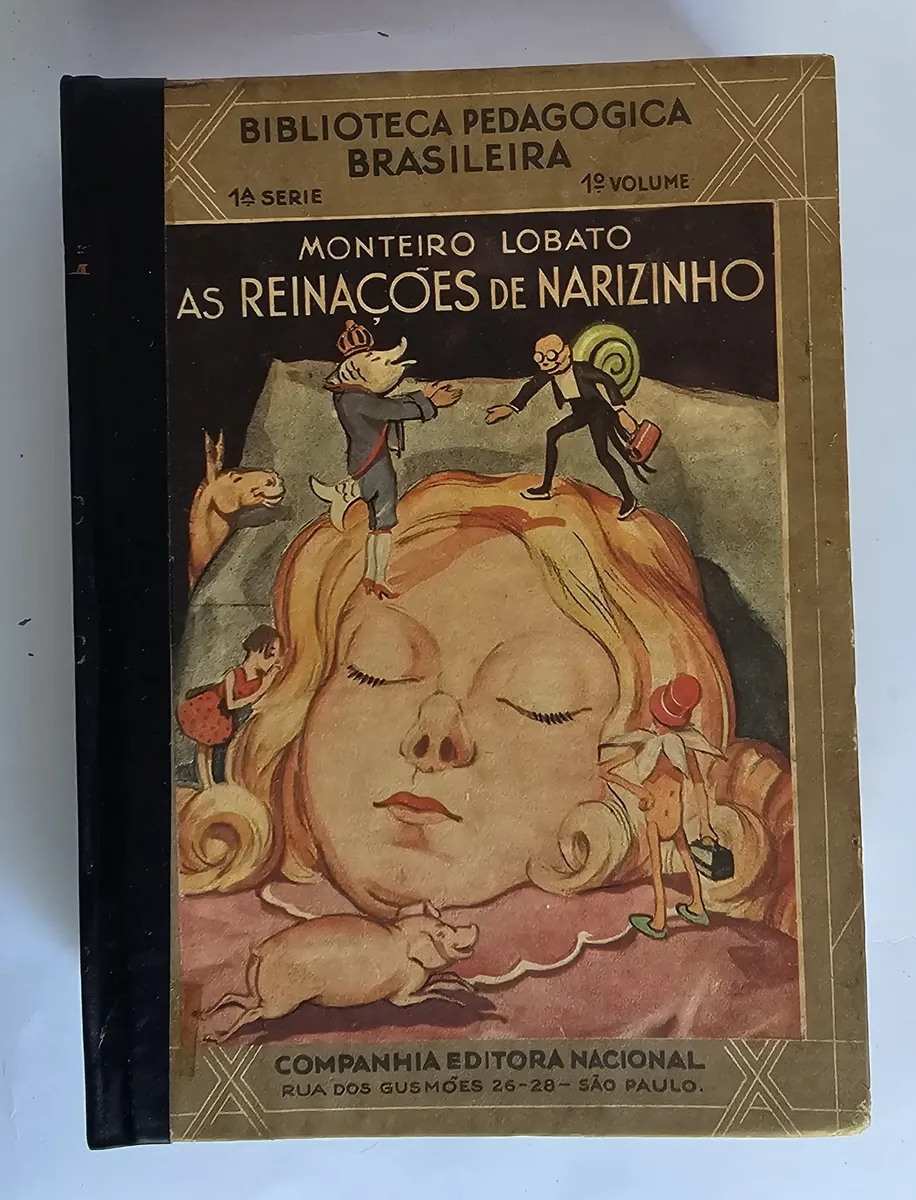 BIBLIOTECA PEDAGOGICA
BRASILEIRA
1ª SERIE
1º VOLUME
MONTEIRO LOBATO
AS REINAÇÕES DE NARIZINHO
COMPANHIA EDITORA NACIONAL
RUA DOS GUSMÕES 26-28- SÃO PAULO.